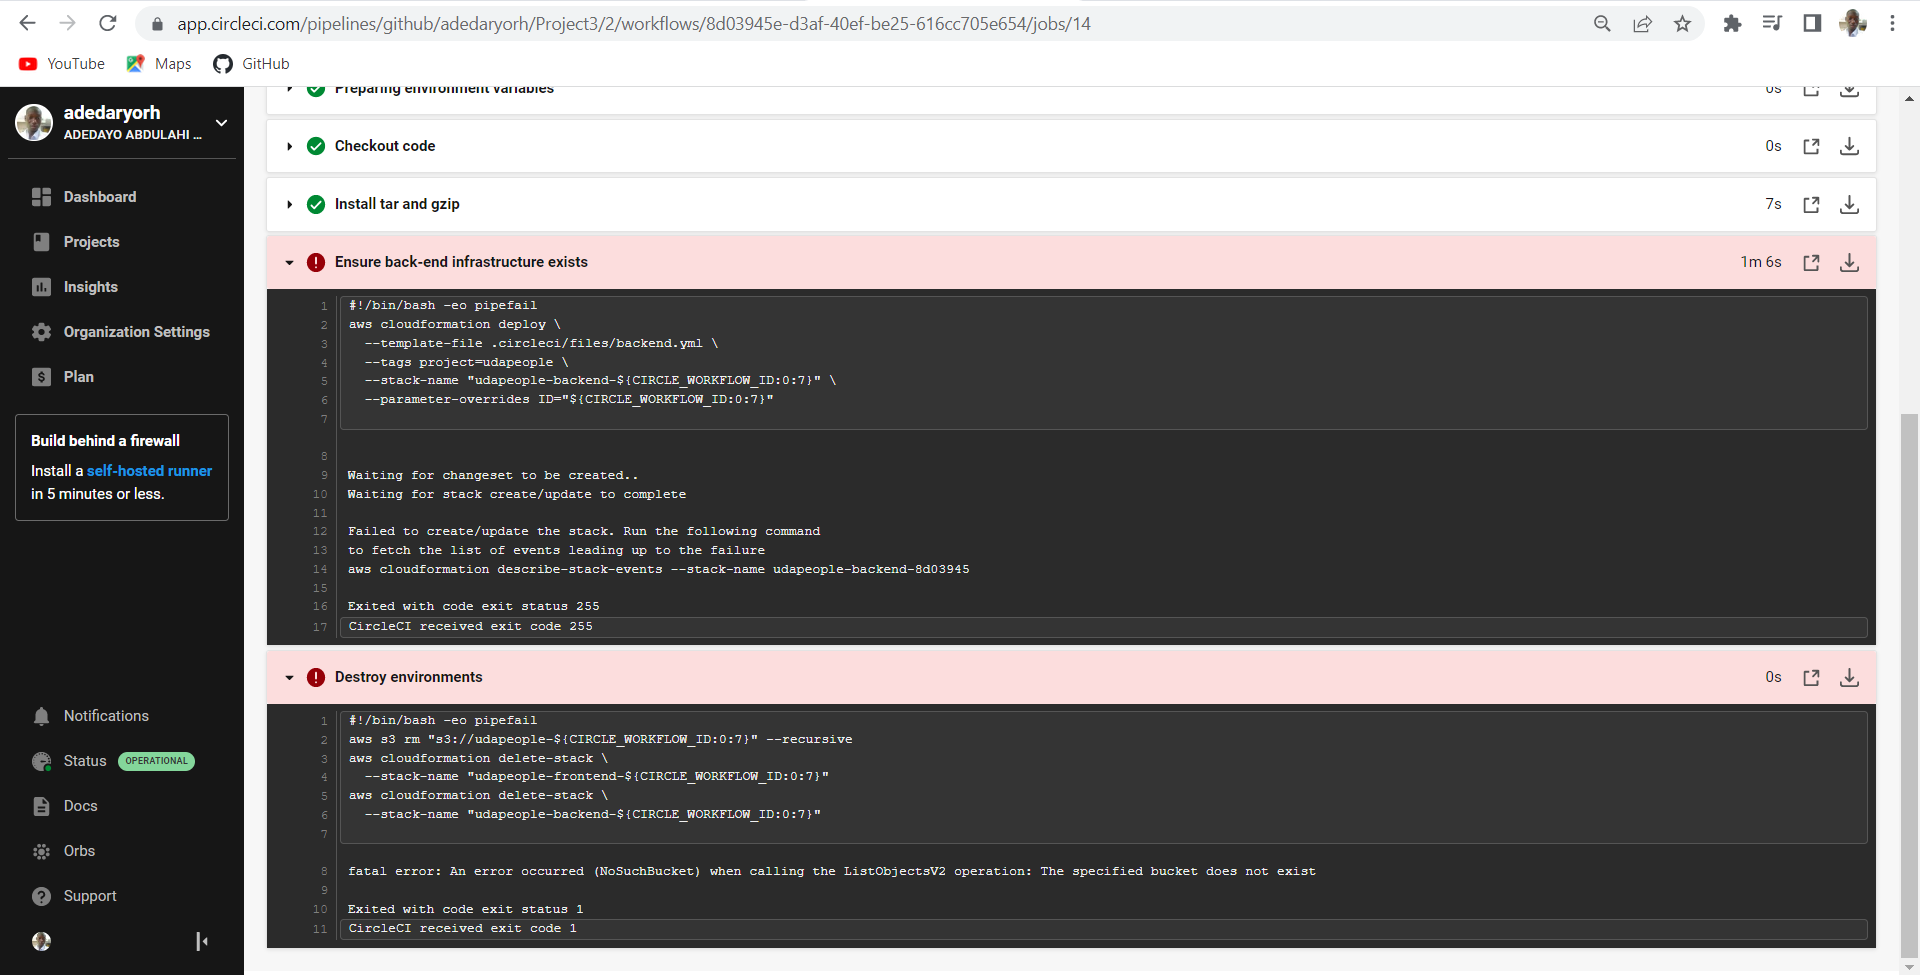 app.circleci.com/pipelines/github/adedaryorh/Project3/2/workflows/8d03945e-d3af-40ef-be25-616cc705e654/jobs/14
YouTube
Maps
GitHub
adedaryorh
ADEDAYO ABDULAHI ...
Dashboard
Projects
Insights
Organization Settings
Plan
Build behind a firewall
Install a self-hosted runner
in 5 minutes or less.
Notifications
Status OPERATIONAL
Docs
Orbs
Support
Preparing environment variables 0s
Checkout code 0s
Install tar and gzip 7s
Ensure back-end infrastructure exists 1m 6s
1 #!/bin/bash -eo pipefail
2 aws cloudformation deploy \
3 --template-file .circleci/files/backend.yml \
4 --tags project=udapeople \
5 --stack-name "udapeople-backend-${CIRCLE_WORKFLOW_ID:0:7}" \
6 --parameter-overrides ID="${CIRCLE_WORKFLOW_ID:0:7}"
7
8
9 Waiting for changeset to be created..
10 Waiting for stack create/update to complete
11
12 Failed to create/update the stack. Run the following command
13 to fetch the list of events leading up to the failure
14 aws cloudformation describe-stack-events --stack-name udapeople-backend-8d03945
15
16 Exited with code exit status 255
17 CircleCI received exit code 255
Destroy environments 0s
1 #!/bin/bash -eo pipefail
2 aws s3 rm "s3://udapeople-${CIRCLE_WORKFLOW_ID:0:7}" --recursive
3 aws cloudformation delete-stack \
4 --stack-name "udapeople-frontend-${CIRCLE_WORKFLOW_ID:0:7}"
5 aws cloudformation delete-stack \
6 --stack-name "udapeople-backend-${CIRCLE_WORKFLOW_ID:0:7}"
7
8 fatal error: An error occurred (NoSuchBucket) when calling the ListObjectsV2 operation: The specified bucket does not exist
9
10 Exited with code exit status 1
11 CircleCI received exit code 1